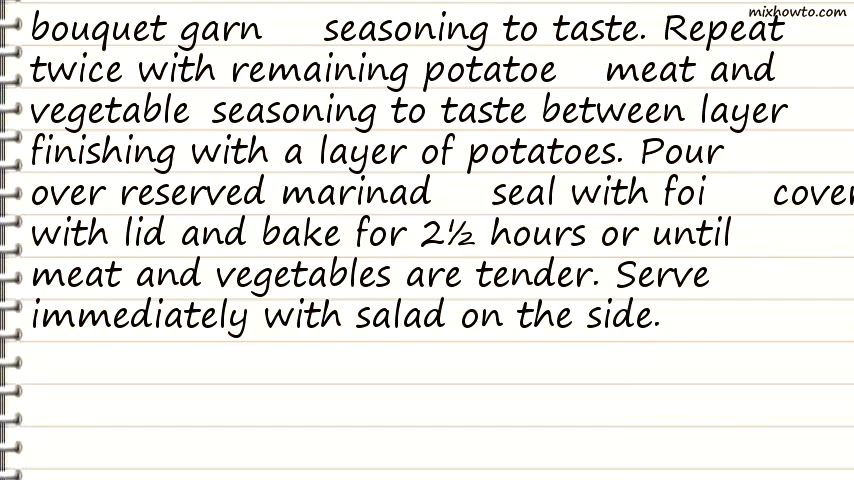 mixhowto.com
bouquet garn seasoning to taste. Repeat
twice with remaining potatoe meat and
vegetable seasoning to taste between layer
finishing with a layer of potatoes. Pour
over reserved marinad seal with foi cover
with lid and bake for 2½ hours or until
meat and vegetables are tender. Serve
immediately with salad on the side.